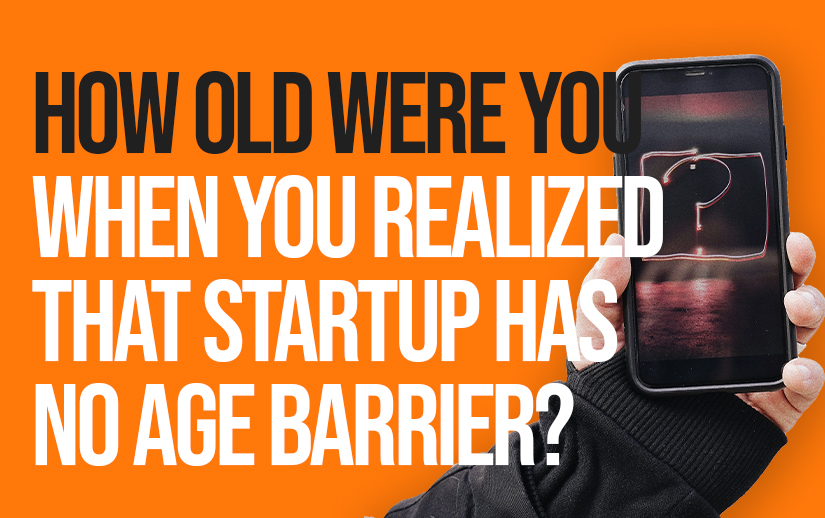 HOW OLD WERE YOU
WHEN YOU REALIZED
THAT STARTUP HAS
NO AGE BARRIER?
?